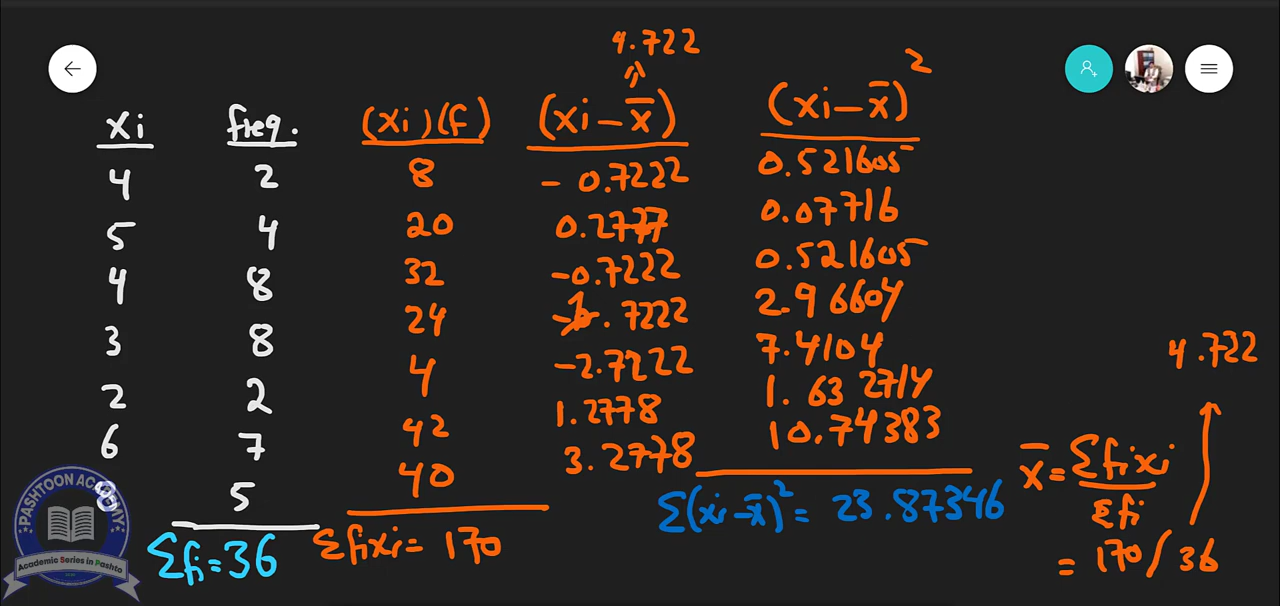 4.722
xi freq. (xi)(f) (xi-x̄) (xi-x̄)²
4 2 8 -0.7222 0.521605
5 4 20 0.2777 0.07716
4 8 32 -0.7222 0.521605
3 8 24 -1.7222 2.96604
2 2 4 -2.7222 7.4104
6 7 42 1.2778 1.632714
8 5 40 3.2778 10.74383
Σfi=36 Σfixi=170 Σ(xi-x̄)²=23.87346
4.722
x̄=Σfixi/Σfi
=170/36
PASHTOON ACADEMY
Academic Series in Pashto